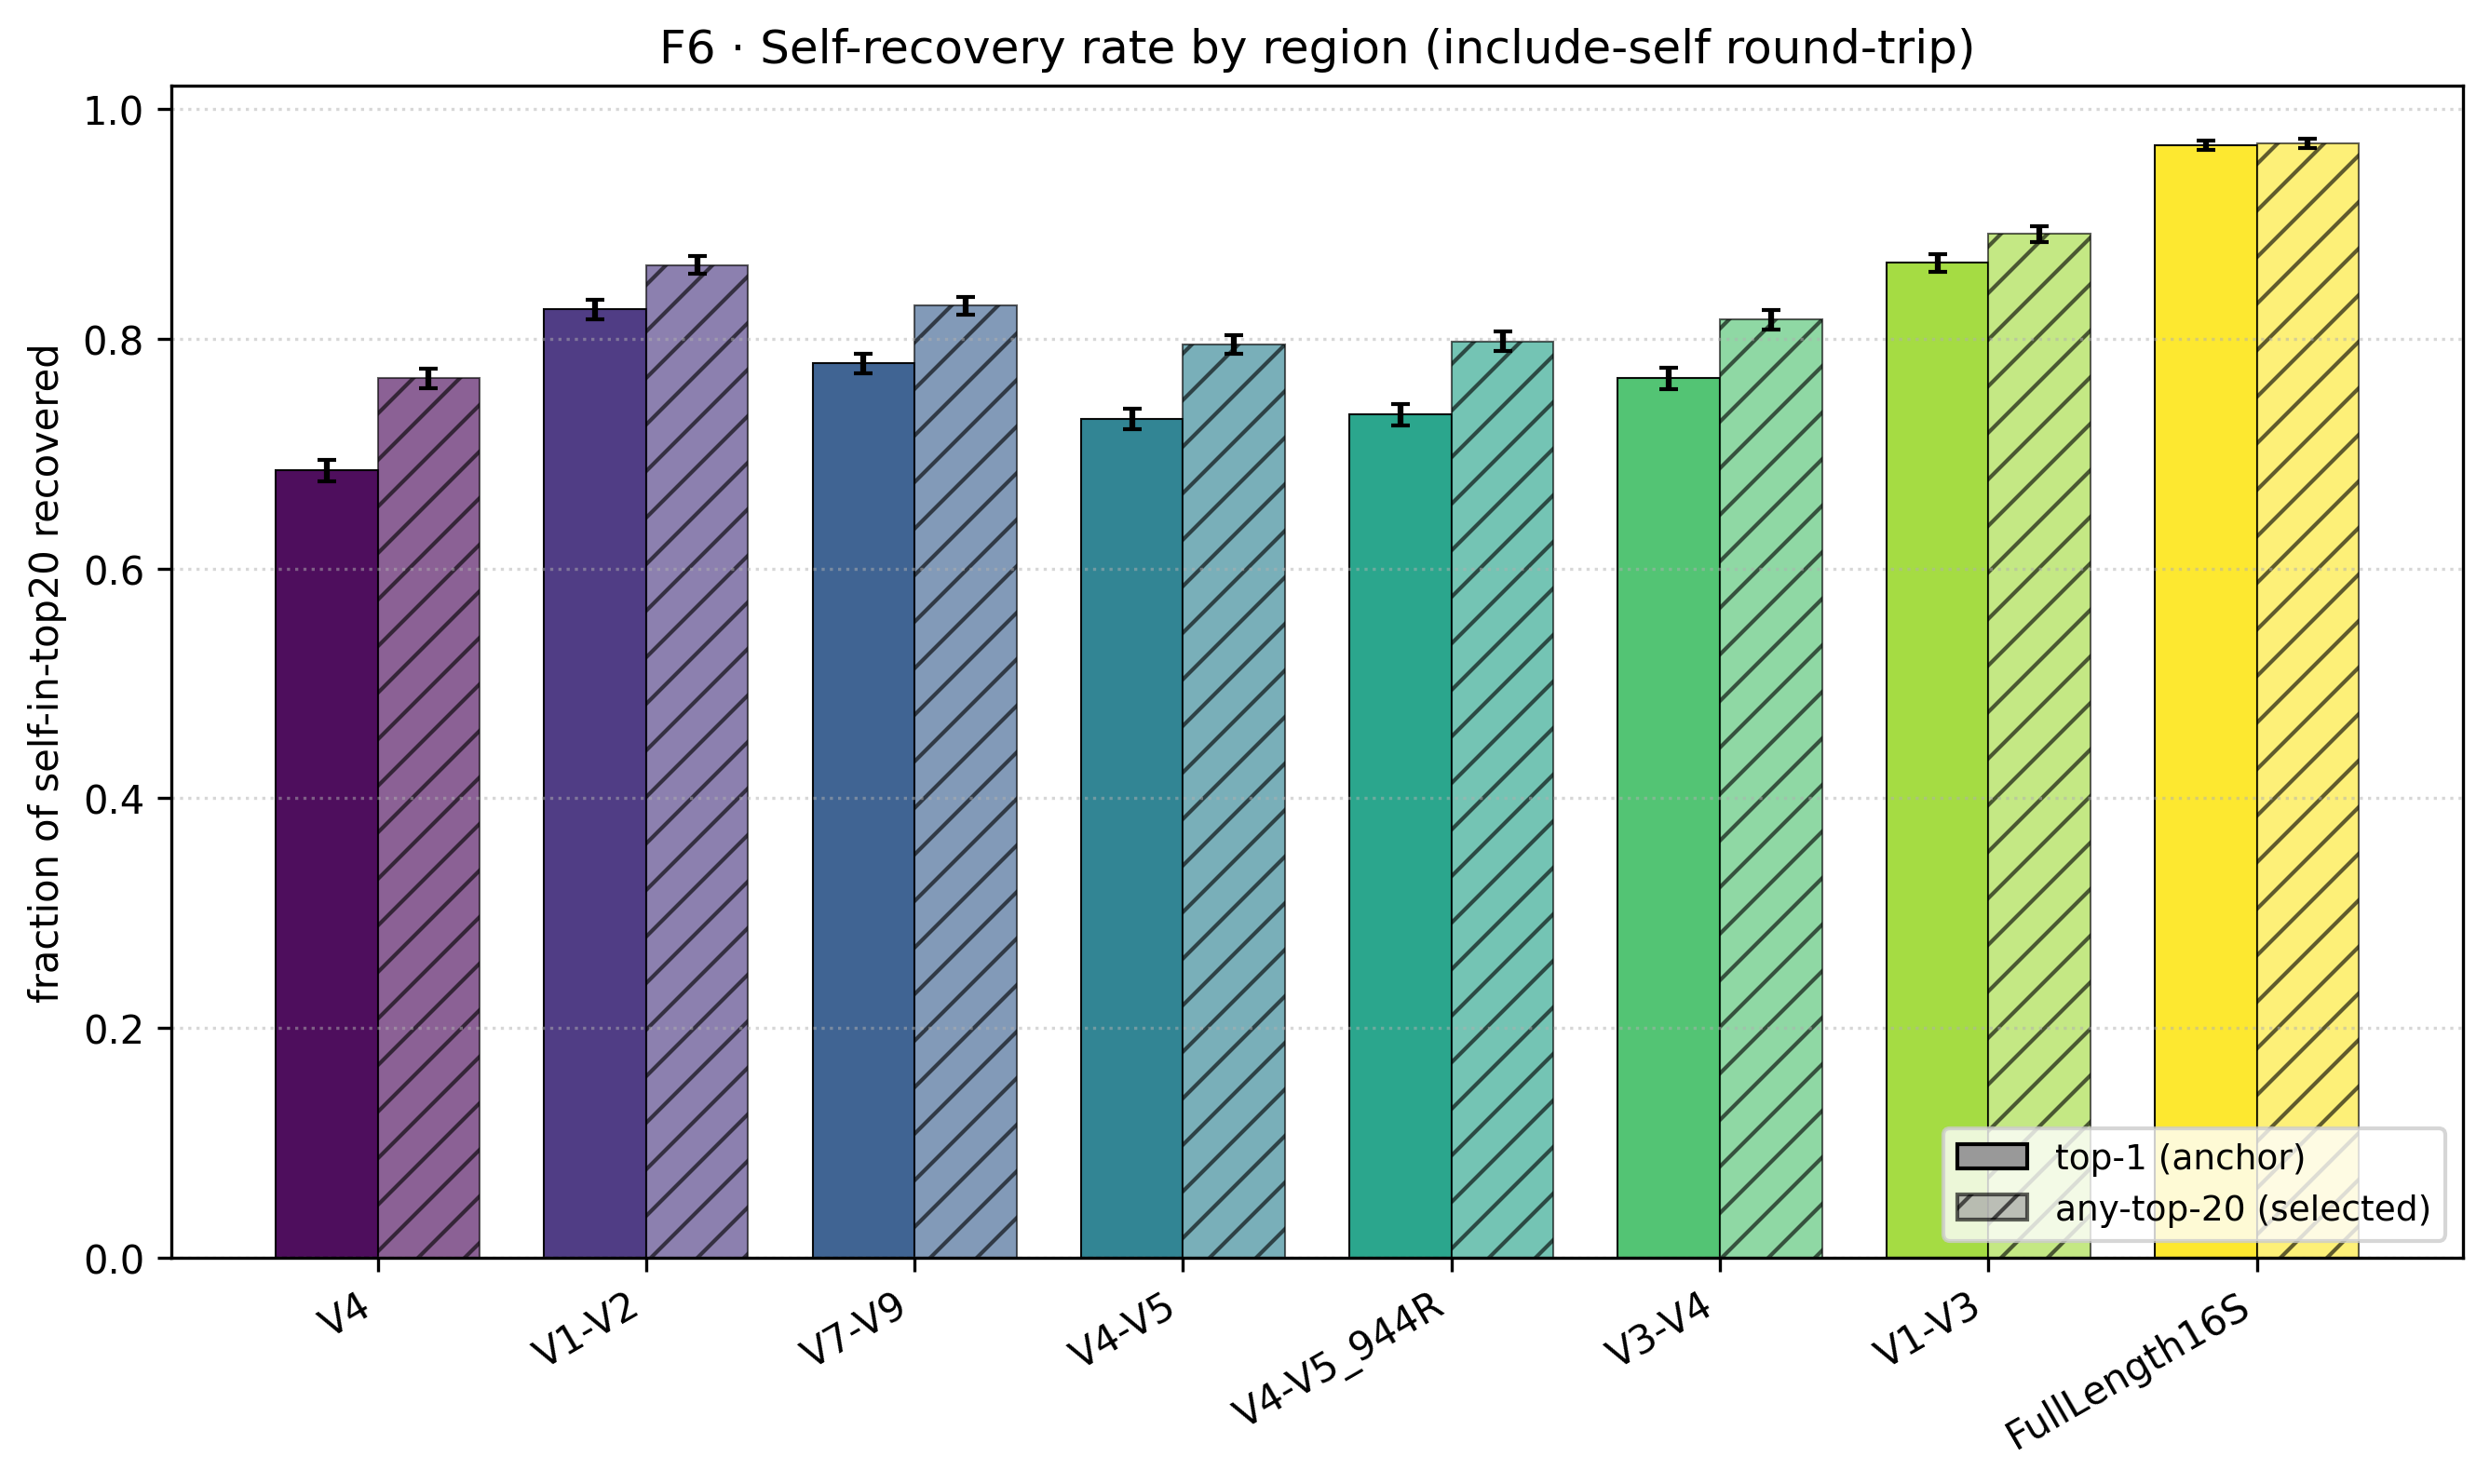 F6 · Self-recovery rate by region (include-self round-trip)
fraction of self-in-top20 recovered
1.0
0.8
0.6
0.4
0.2
0.0
V4
V1-V2
V7-V9
V4-V5
V4-V5_944R
V3-V4
V1-V3
FullLength16S
top-1 (anchor)
any-top-20 (selected)